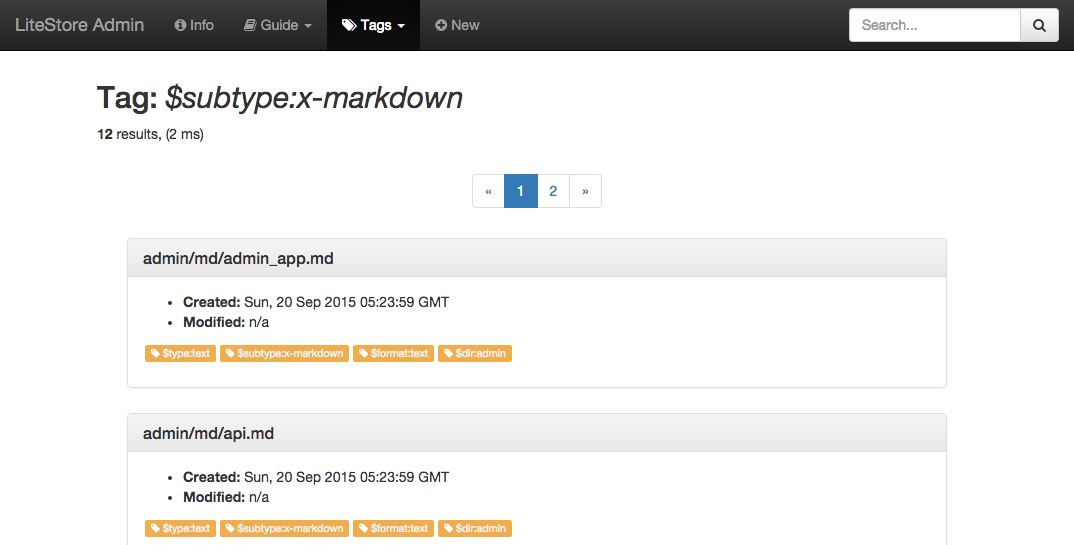 LiteStore Admin Info Guide Tags New Search...
Tag: $subtype:x-markdown
12 results, (2 ms)
« 1 2 »
admin/md/admin_app.md
• Created: Sun, 20 Sep 2015 05:23:59 GMT
• Modified: n/a
$type:text $subtype:x-markdown $format:text $dir:admin
admin/md/api.md
• Created: Sun, 20 Sep 2015 05:23:59 GMT
• Modified: n/a
$type:text $subtype:x-markdown $format:text $dir:admin